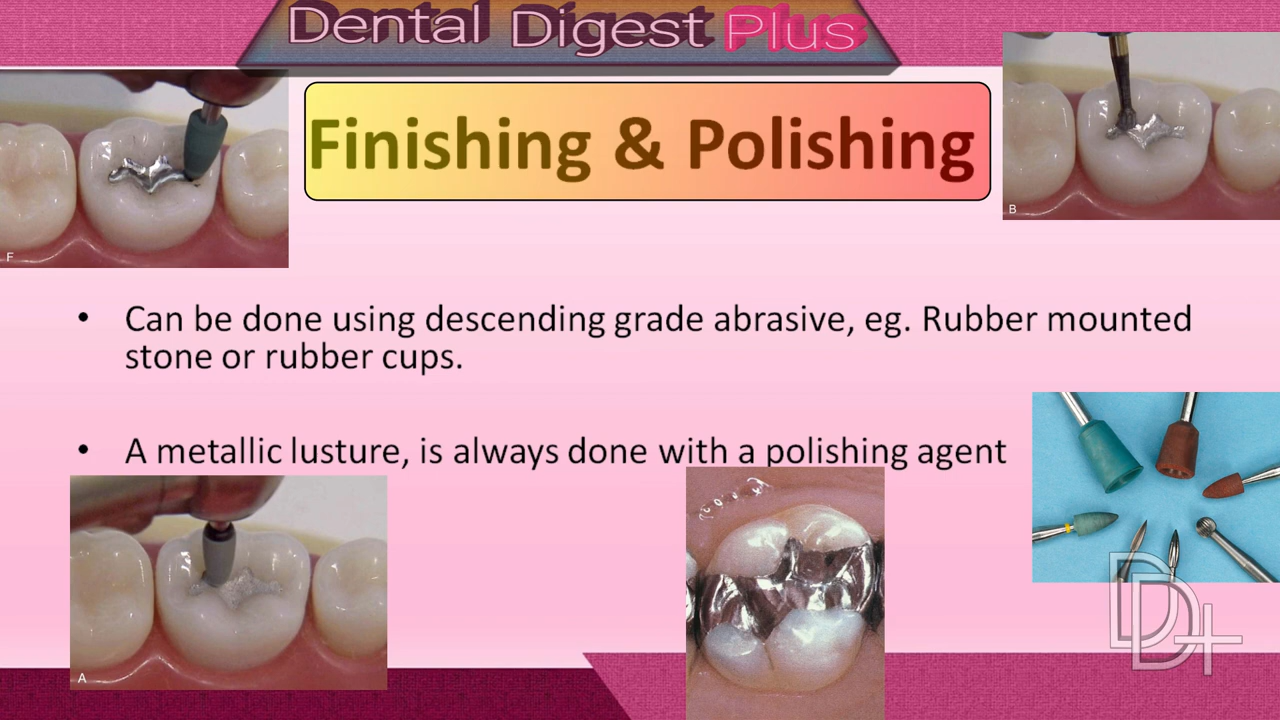 Dental Digest Plus
Finishing & Polishing
F
B
• Can be done using descending grade abrasive, eg. Rubber mounted
stone or rubber cups.
• A metallic lusture, is always done with a polishing agent
A
DD+